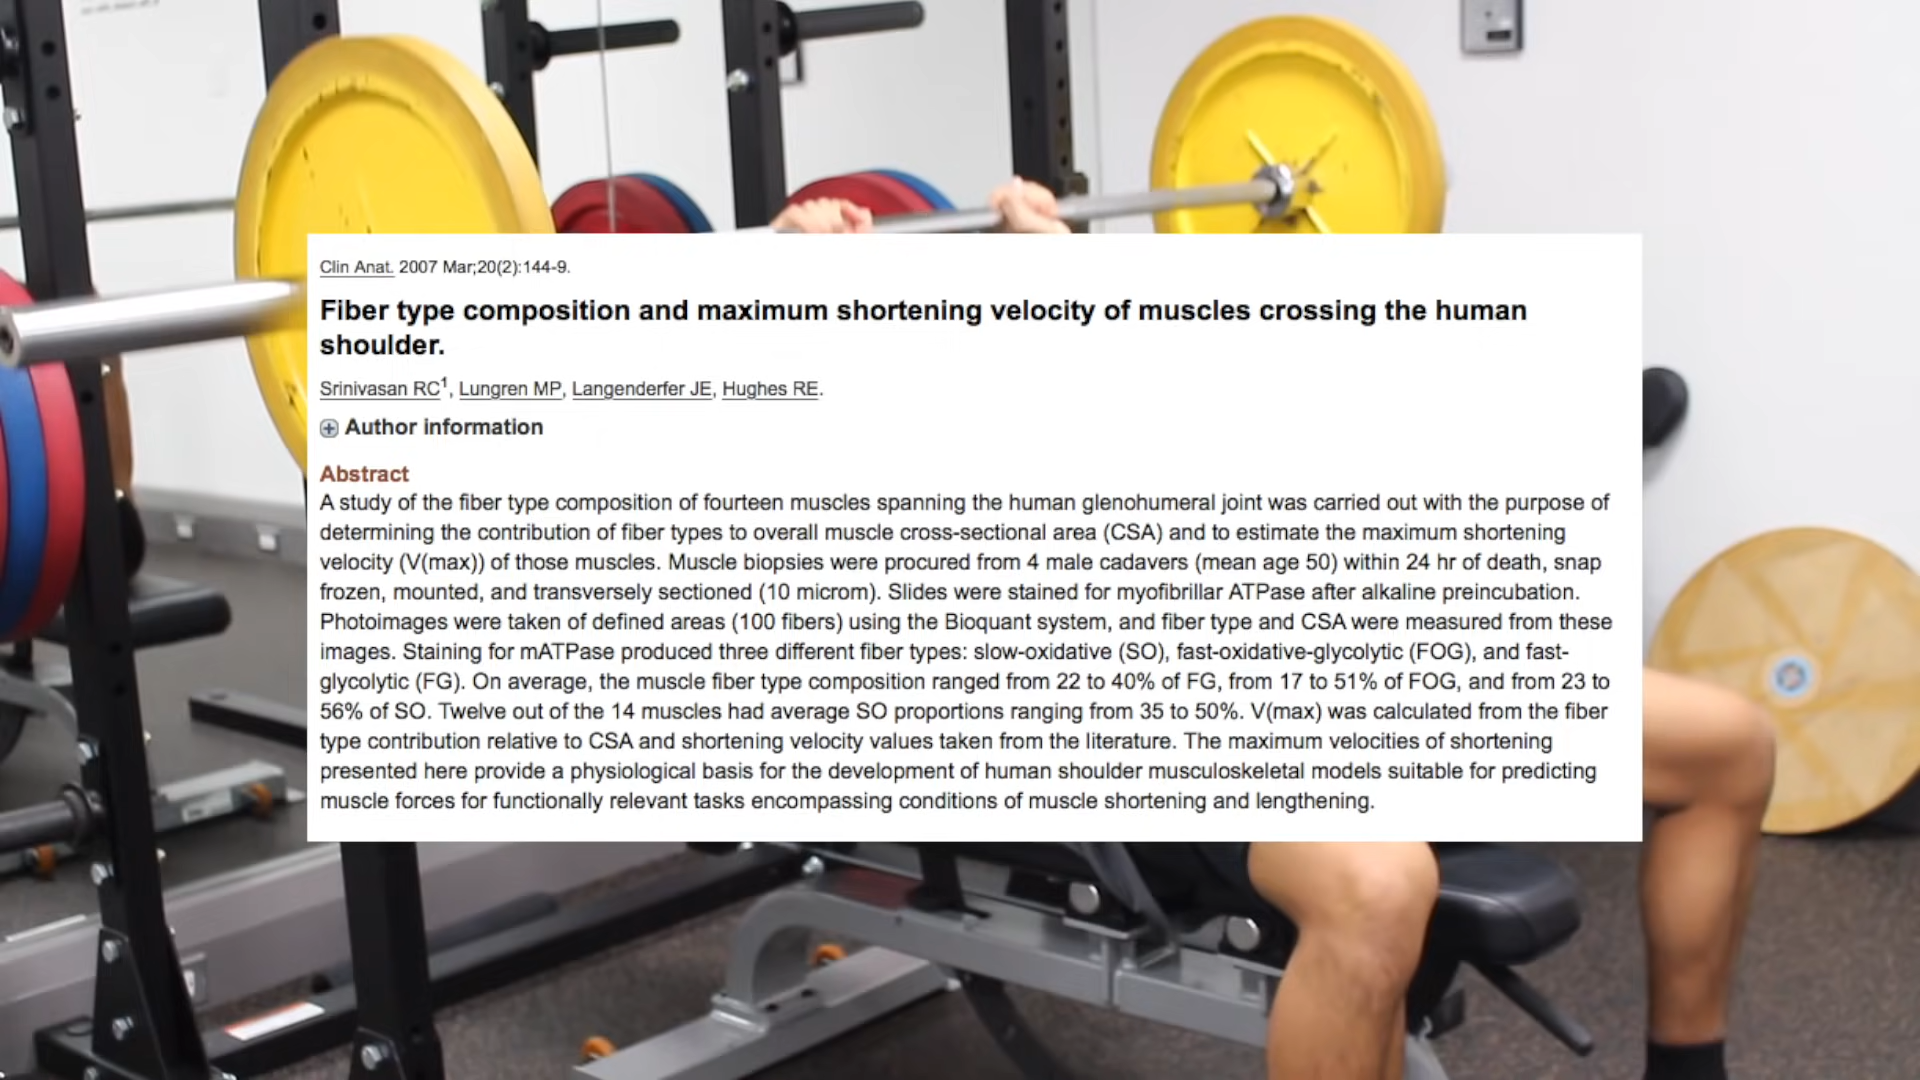 Clin Anat. 2007 Mar;20(2):144-9.
Fiber type composition and maximum shortening velocity of muscles crossing the human
shoulder.
Srinivasan RC1, Lungren MP, Langenderfer JE, Hughes RE.
Author information
Abstract
A study of the fiber type composition of fourteen muscles spanning the human glenohumeral joint was carried out with the purpose of
determining the contribution of fiber types to overall muscle cross-sectional area (CSA) and to estimate the maximum shortening
velocity (V(max)) of those muscles. Muscle biopsies were procured from 4 male cadavers (mean age 50) within 24 hr of death, snap
frozen, mounted, and transversely sectioned (10 microm). Slides were stained for myofibrillar ATPase after alkaline preincubation.
Photoimages were taken of defined areas (100 fibers) using the Bioquant system, and fiber type and CSA were measured from these
images. Staining for mATPase produced three different fiber types: slow-oxidative (SO), fast-oxidative-glycolytic (FOG), and fast-
glycolytic (FG). On average, the muscle fiber type composition ranged from 22 to 40% of FG, from 17 to 51% of FOG, and from 23 to
56% of SO. Twelve out of the 14 muscles had average SO proportions ranging from 35 to 50%. V(max) was calculated from the fiber
type contribution relative to CSA and shortening velocity values taken from the literature. The maximum velocities of shortening
presented here provide a physiological basis for the development of human shoulder musculoskeletal models suitable for predicting
muscle forces for functionally relevant tasks encompassing conditions of muscle shortening and lengthening.